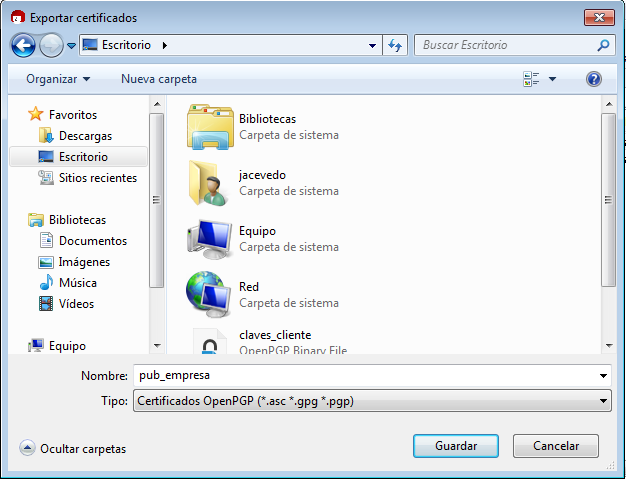 Exportar certificados
Escritorio
Buscar Escritorio
Organizar
Nueva carpeta
Favoritos
Descargas
Escritorio
Sitios recientes
Bibliotecas
Documentos
Imágenes
Música
Vídeos
Equipo
Bibliotecas
Carpeta de sistema
jacevedo
Carpeta de sistema
Equipo
Carpeta de sistema
Red
Carpeta de sistema
claves_cliente
OpenPGP Binary File
Nombre: pub_empresa
Tipo: Certificados OpenPGP (*.asc *.gpg *.pgp)
Ocultar carpetas
Guardar
Cancelar